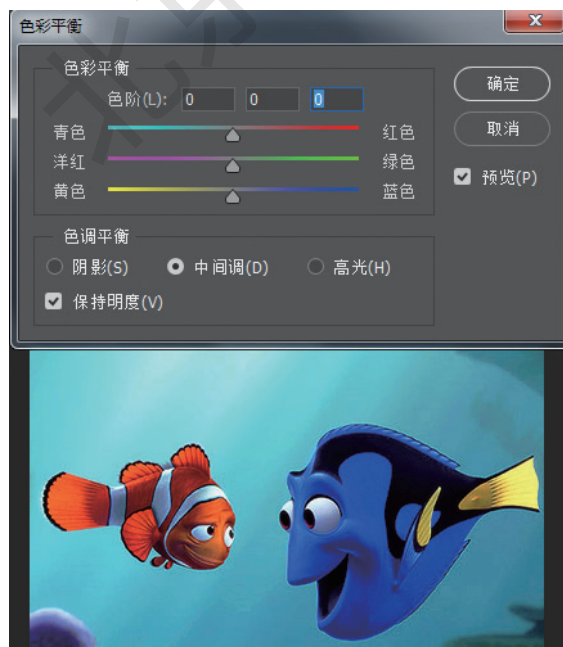 色彩平衡
色彩平衡
色阶(L): 0 0 0
确定
青色 红色
取消
洋红 绿色
预览(P)
黄色 蓝色
色调平衡
阴影(S) 中间调(D) 高光(H)
保持明度(V)